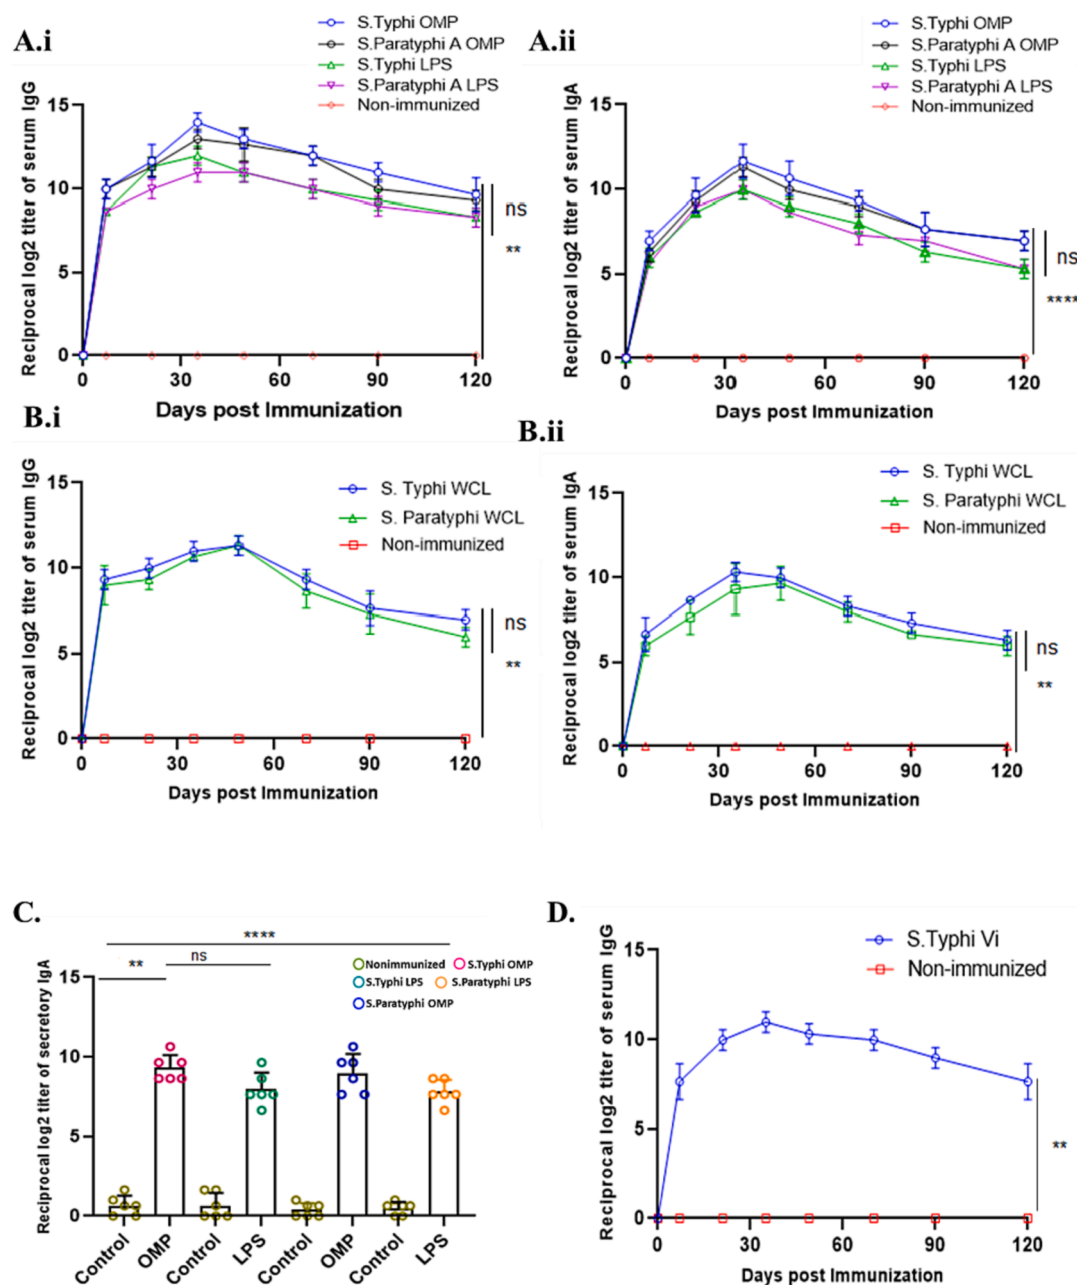 A.i
S.Typhi OMP
S.Paratyphi A OMP
S.Typhi LPS
S.Paratyphi A LPS
Non-immunized
Reciprocal log2 titer of serum IgG
15
10
5
0
0 30 60 90 120
Days post Immunization
ns
**
A.ii
S.Typhi OMP
S.Paratyphi A OMP
S.Typhi LPS
S.Paratyphi A LPS
Non-immunized
Reciprocal log2 titer of serum IgA
15
10
5
0
0 30 60 90 120
Days post Immunization
ns
****
B.i
S. Typhi WCL
S. Paratyphi WCL
Non-immunized
Reciprocal log2 titer of serum IgG
15
10
5
0
0 30 60 90 120
Days post Immunization
ns
**
B.ii
S. Typhi WCL
S. Paratyphi WCL
Non-immunized
Reciprocal log2 titer of serum IgA
15
10
5
0
0 30 60 90 120
Days post Immunization
ns
**
C.
****
** ns
Nonimmunized S.Typhi OMP
S.Typhi LPS S.Paratyphi LPS
S.Paratyphi OMP
Reciprocal log2 titer of secretory IgA
15
10
5
0
Control OMP Control LPS Control OMP Control LPS
D.
S.Typhi Vi
Non-immunized
Reciprocal log2 titer of serum IgG
15
10
5
0
0 30 60 90 120
Days post Immunization
**